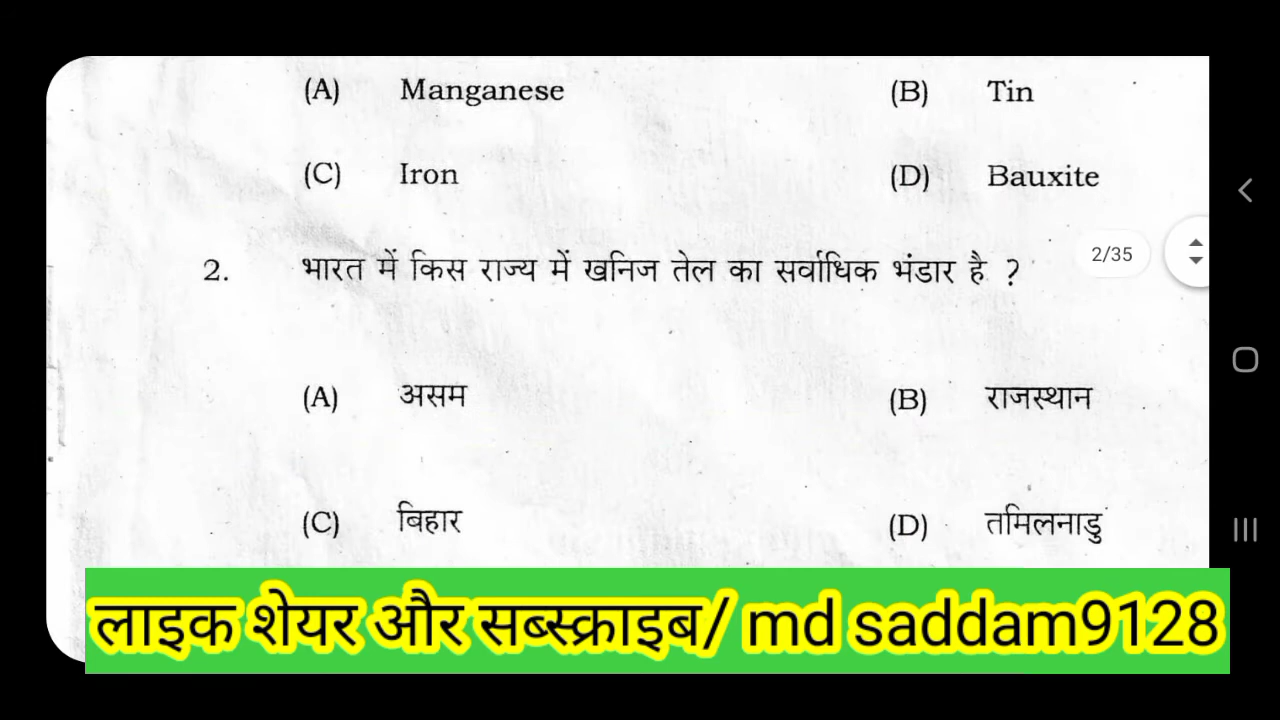 (A) Manganese (B) Tin
(C) Iron (D) Bauxite
2. भारत में किस राज्य में खनिज तेल का सर्वाधिक भंडार है ?
2/35
(A) असम (B) राजस्थान
(C) बिहार (D) तमिलनाडु
लाइक शेयर और सब्स्क्राइब/ md saddam9128